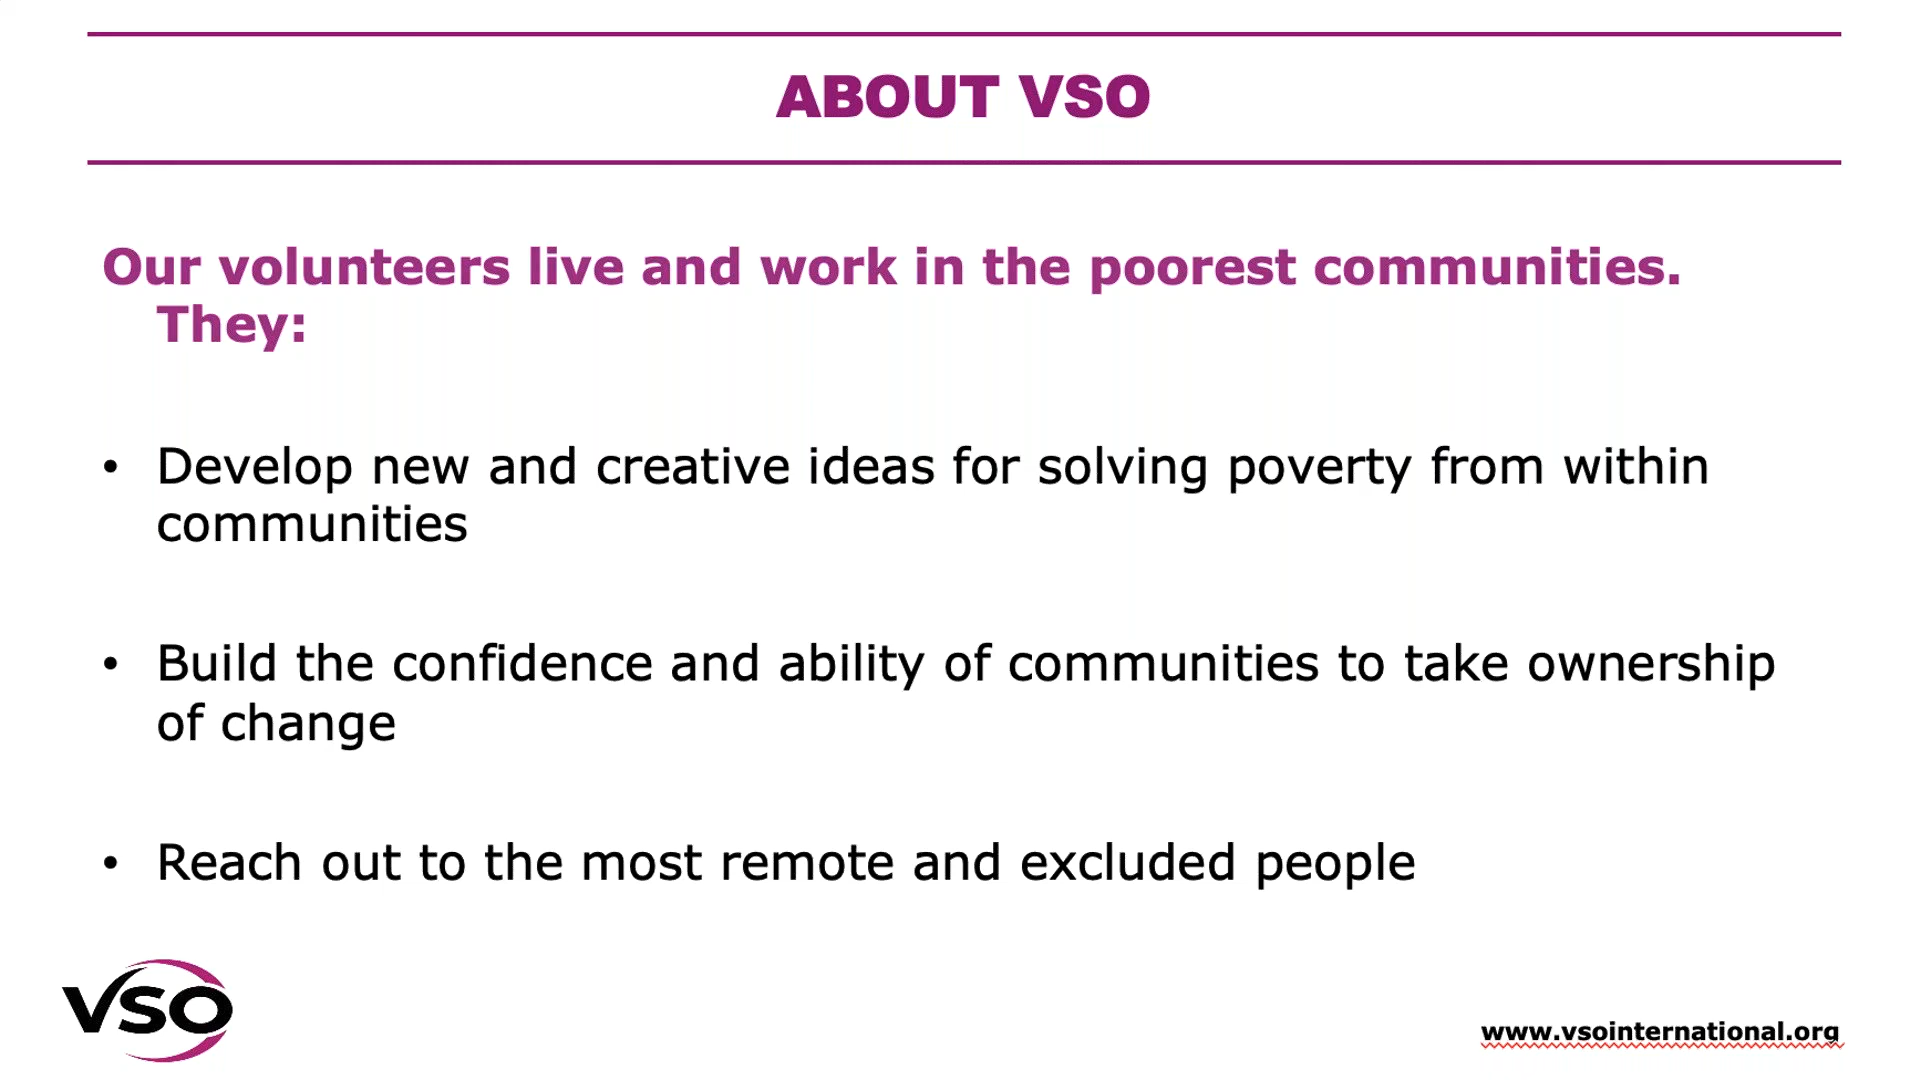 ABOUT VSO
Our volunteers live and work in the poorest communities.
They:
• Develop new and creative ideas for solving poverty from within
communities
• Build the confidence and ability of communities to take ownership
of change
• Reach out to the most remote and excluded people
VSO
www.vsointernational.org